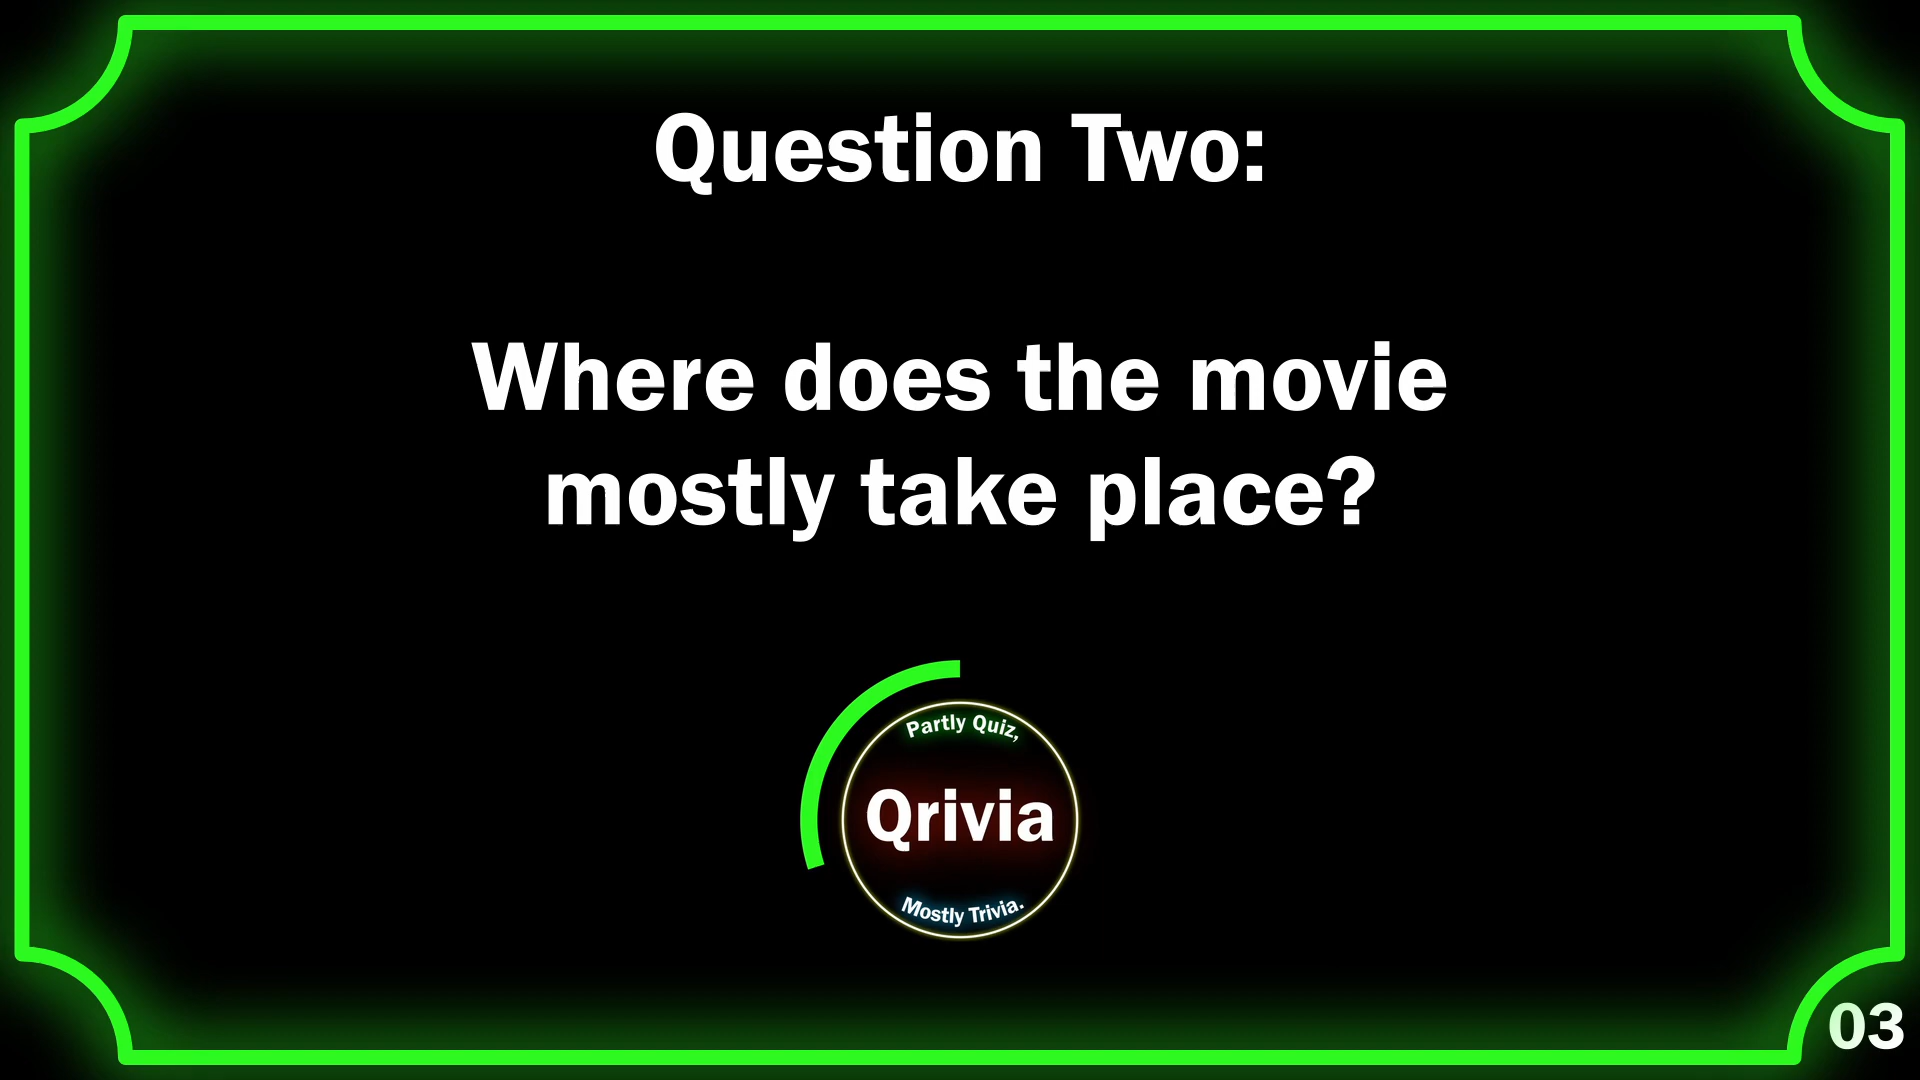 Question Two:
Where does the movie
mostly take place?
Partly Quiz,
Qrivia
Mostly Trivia.
03